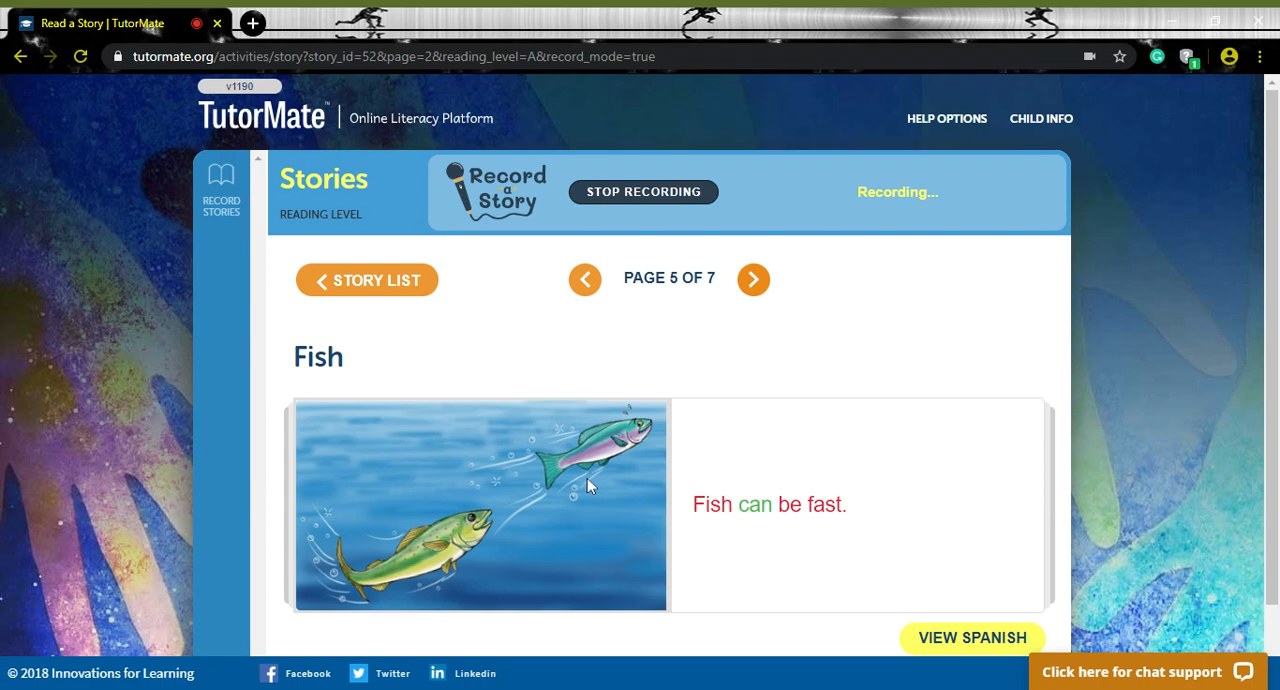 Read a Story | TutorMate
tutormate.org/activities/story?story_id=52&page=2&reading_level=A&record_mode=true
1
v1190
TutorMate™ | Online Literacy Platform
HELP OPTIONS
CHILD INFO
RECORD
STORIES
Stories
READING LEVEL
Record
a
Story
STOP RECORDING
Recording...
STORY LIST
PAGE 5 OF 7
Fish
Fish can be fast.
VIEW SPANISH
© 2018 Innovations for Learning
Facebook
Twitter
Linkedin
Click here for chat support